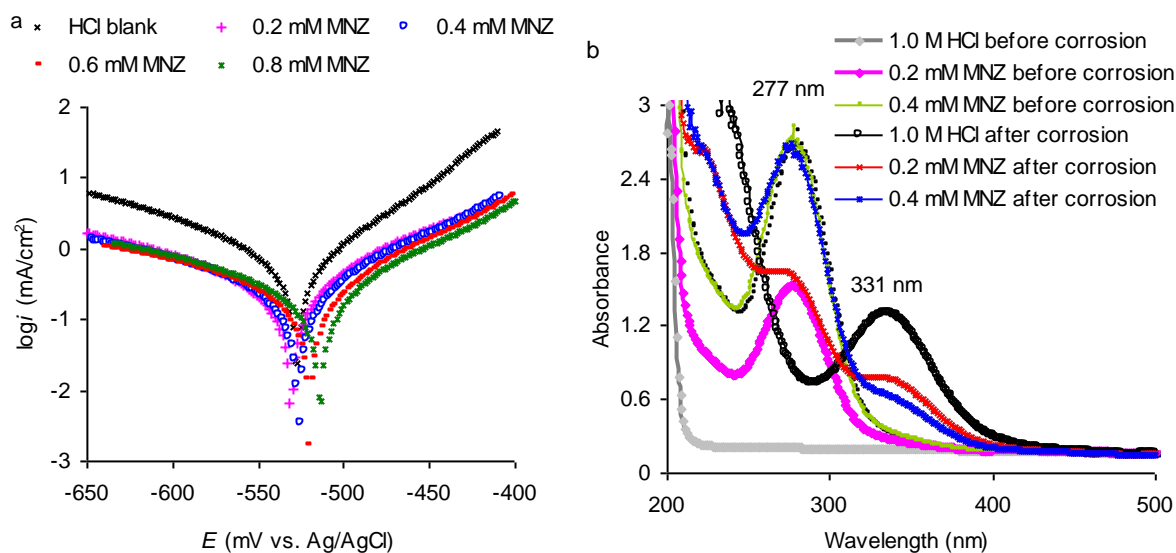 a
HCl blank
0.2 mM MNZ
0.4 mM MNZ
0.6 mM MNZ
0.8 mM MNZ
2
1
0
-1
-2
-3
logi (mA/cm²)
-650
-600
-550
-500
-450
-400
E (mV vs. Ag/AgCl)
b
1.0 M HCl before corrosion
0.2 mM MNZ before corrosion
0.4 mM MNZ before corrosion
1.0 M HCl after corrosion
0.2 mM MNZ after corrosion
0.4 mM MNZ after corrosion
277 nm
331 nm
3
2.4
1.8
1.2
0.6
0
Absorbance
200
300
400
500
Wavelength (nm)